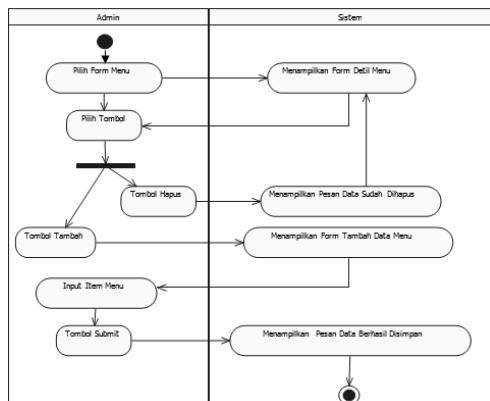 Admin
Sistem
Pilih Form Menu
Menampilkan Form Detil Menu
Pilih Tombol
Tombol Hapus
Menampilkan Pesan Data Sudah Dihapus
Tombol Tambah
Menampilkan Form Tambah Data Menu
Input Item Menu
Tombol Submit
Menampilkan Pesan Data Berhasil Disimpan